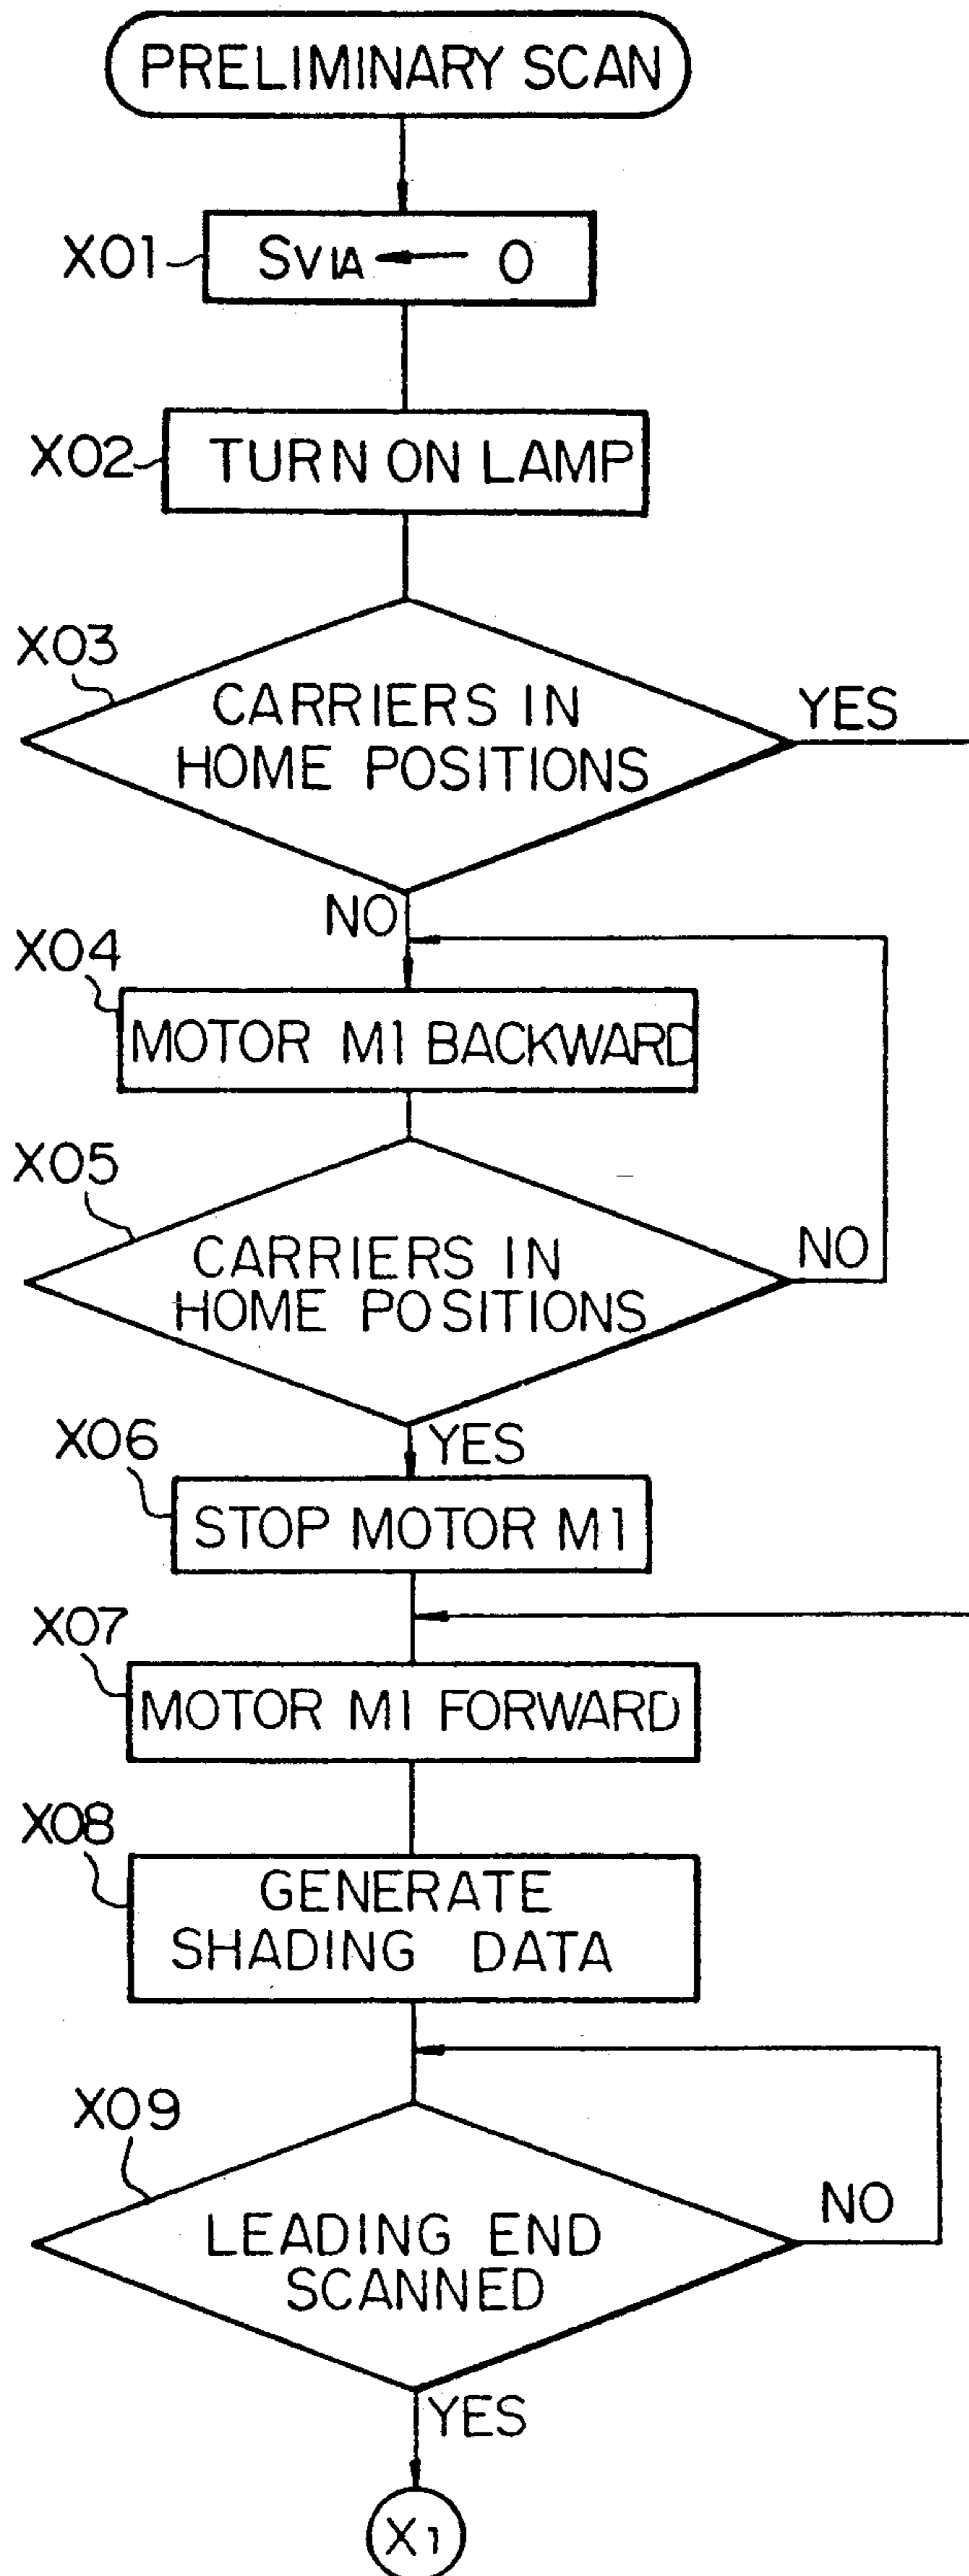 PRELIMINARY SCAN
X01
SVIA ← 0
X02
TURN ON LAMP
X03
CARRIERS IN
HOME POSITIONS
YES
NO
X04
MOTOR M1 BACKWARD
X05
CARRIERS IN
HOME POSITIONS
NO
YES
X06
STOP MOTOR M1
X07
MOTOR M1 FORWARD
X08
GENERATE
SHADING DATA
X09
LEADING END
SCANNED
NO
YES
X1